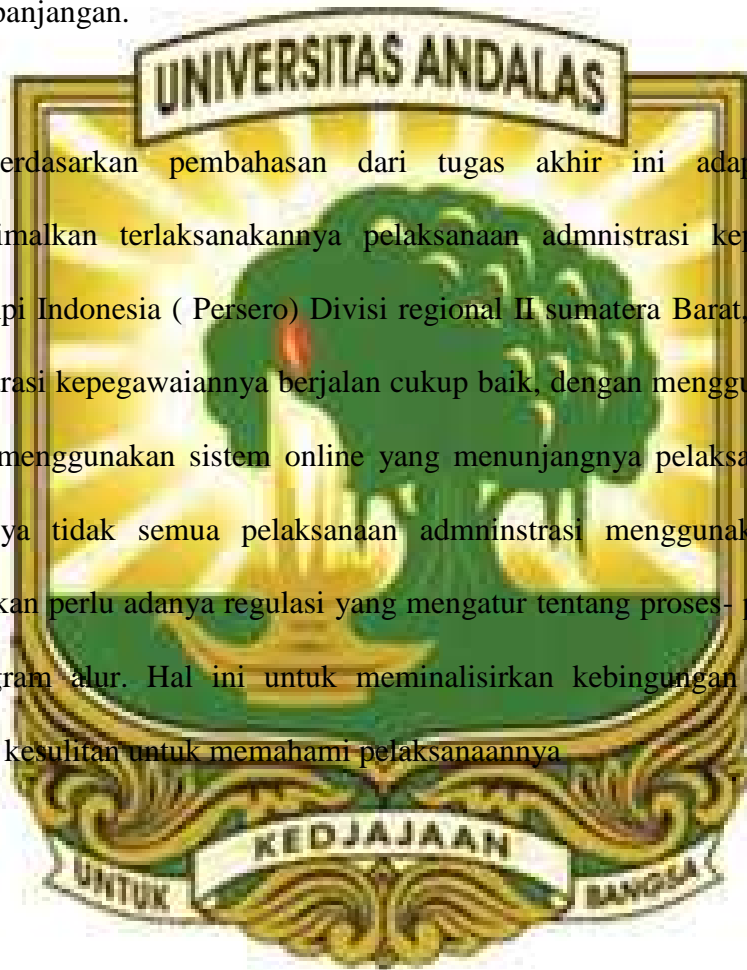 panjangan.
UNIVERSITAS ANDALAS
erdasarkan pembahasan dari tugas akhir ini adap
imalkan terlaksanakannya pelaksanaan admnistrasi kep
pi Indonesia ( Persero) Divisi regional II sumatera Barat,
rasi kepegawaiannya berjalan cukup baik, dengan menggu
menggunakan sistem online yang menunjangnya pelaksa
ya tidak semua pelaksanaan admninstrasi menggunak
kan perlu adanya regulasi yang mengatur tentang proses- p
gram alur. Hal ini untuk meminalisirkan kebingungan
kesulitan untuk memahami pelaksanaannya
KEDJAJAAN
UNTUK BANGSA